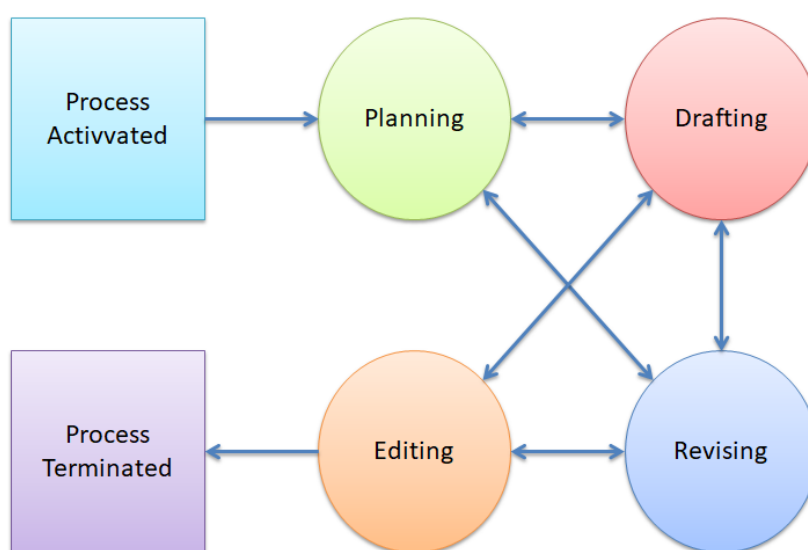 Process
Activvated
Planning
Drafting
Process
Terminated
Editing
Revising